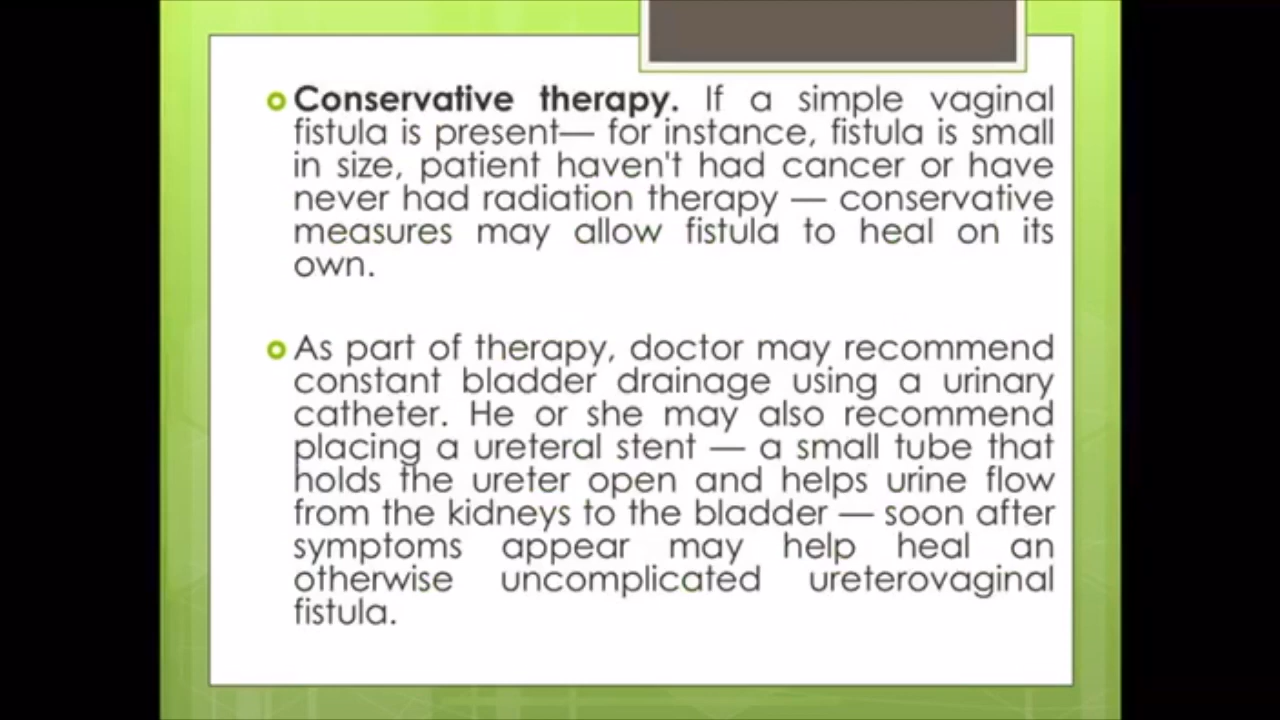 Conservative therapy. If a simple vaginal
fistula is present— for instance, fistula is small
in size, patient haven't had cancer or have
never had radiation therapy — conservative
measures may allow fistula to heal on its
own.
As part of therapy, doctor may recommend
constant bladder drainage using a urinary
catheter. He or she may also recommend
placing a ureteral stent — a small tube that
holds the ureter open and helps urine flow
from the kidneys to the bladder — soon after
symptoms appear may help heal an
otherwise uncomplicated ureterovaginal
fistula.